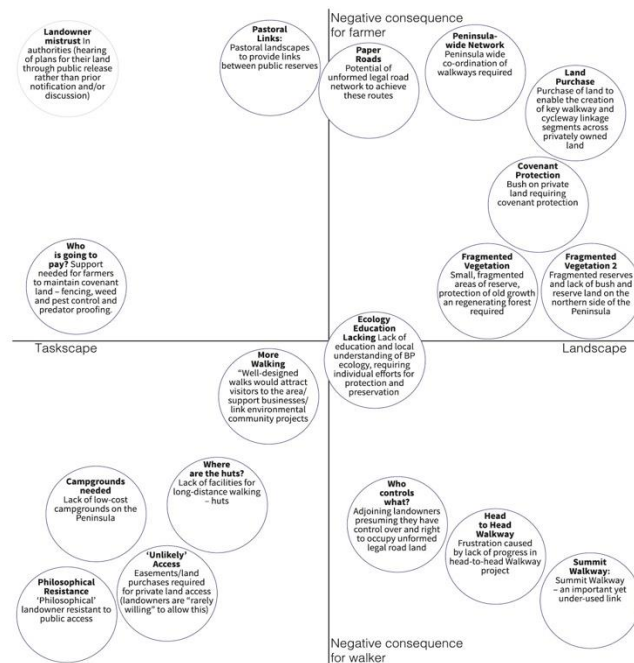 Negative consequence
for farmer
Landowner
mistrust in
authorities (hearing
of plans for their land
through public release
rather than prior
notification and/or
discussion)
Pastoral
Links:
Pastoral landscapes
to provide links
between public reserves
Paper
Roads
Potential of
unformed legal road
network to achieve
these routes
Peninsula-
wide Network
Peninsula wide
co-ordination of
walkways required
Land
Purchase
Purchase of land to
enable the creation of
key walkway and
cycleway linkage
segments across
privately owned
land
Covenant
Protection
Bush on private
land requiring
covenant protection
Who
is going to
pay? Support
needed for farmers
to maintain covenant
land – fencing, weed
and pest control and
predator proofing.
Fragmented
Vegetation
Small, fragmented
areas of reserve,
protection of old growth
an regenerating forest
required
Fragmented
Vegetation 2
Fragmented reserves
and lack of bush and
reserve land on the
northern side of the
Peninsula
Taskscape
Landscape
Ecology
Education
Lacking Lack of
education and local
understanding of BP
ecology, requiring
individual efforts for
protection and
preservation
More
Walking
"Well-designed
walks would attract
visitors to the area/
support businesses/
link environmental
community projects
Where
are the huts?
Lack of facilities for
long-distance walking
– huts
Campgrounds
needed
Lack of low-cost
campgrounds on the
Peninsula
Who
controls
what?
Adjoining landowners
presuming they have
control over and right
to occupy unformed
legal road land
Head
to Head
Walkway
Frustration caused
by lack of progress in
head-to-head Walkway
project
'Unlikely'
Access
Easements/land
purchases required
for private land access
(landowners are "rarely
willing" to allow this)
Philosophical
Resistance
'Philosophical'
landowner resistant to
public access
Summit
Walkway:
Summit Walkway
– an important yet
under-used link
Negative consequence
for walker